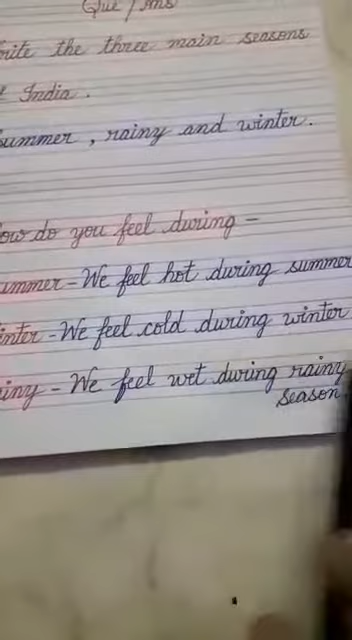 Que / Ans
rite the three main seasons
f India.
summer, rainy and winter.
ow do you feel during -
ummer - We feel hot during summer
inter - We feel cold during winter
iny - We feel wet during rainy
season